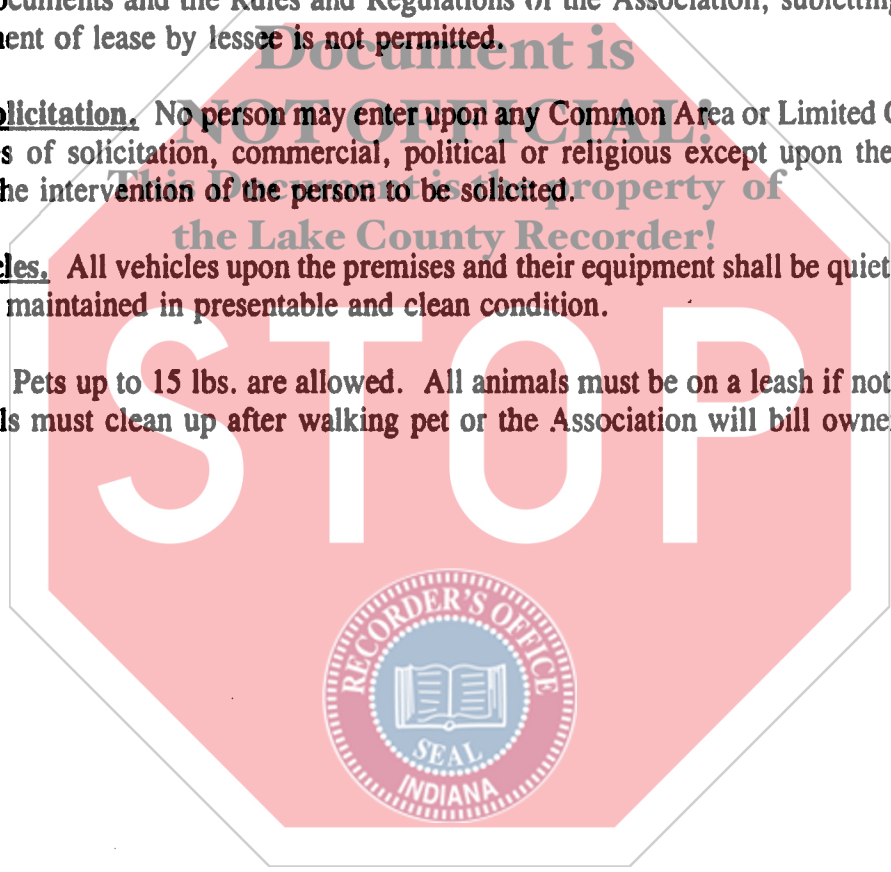 ocuments and the Rules and Regulations of the Association, subletting
ent of lease by lessee is not permitted.
Document is
olicitation. No person may enter upon any Common Area or Limited C
NOT OFFICIAL!
s of solicitation, commercial, political or religious except upon the
he intervention of the person to be solicited.
This Document is the property of
the Lake County Recorder!
cles. All vehicles upon the premises and their equipment shall be quiet
maintained in presentable and clean condition.
Pets up to 15 lbs. are allowed. All animals must be on a leash if not
ls must clean up after walking pet or the Association will bill owne
STOP
RECORDER'S OFFICE
SEAL
INDIANA